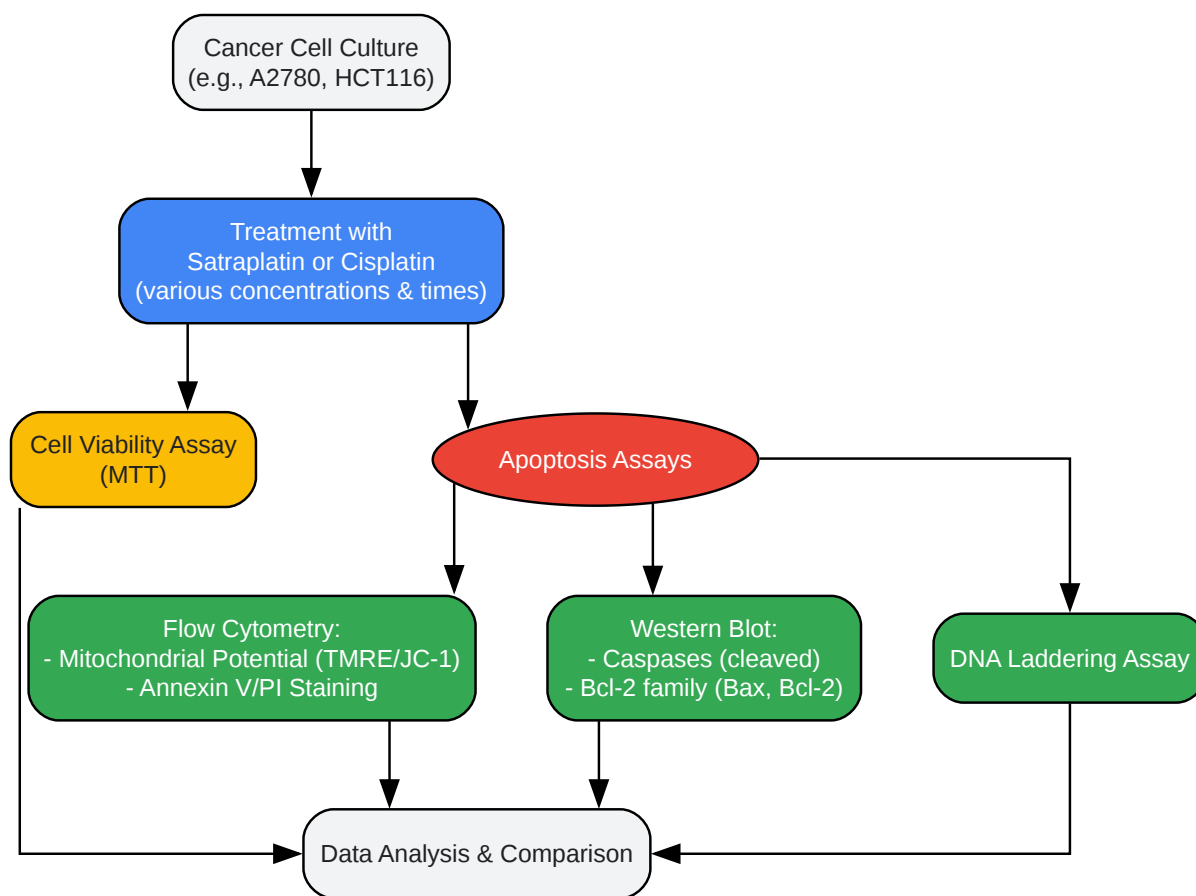 Cancer Cell Culture
(e.g., A2780, HCT116)
Treatment with
Satraplatin or Cisplatin
(various concentrations & times)
Cell Viability Assay
(MTT)
Apoptosis Assays
Flow Cytometry:
- Mitochondrial Potential (TMRE/JC-1)
- Annexin V/PI Staining
Western Blot:
- Caspases (cleaved)
- Bcl-2 family (Bax, Bcl-2)
DNA Laddering Assay
Data Analysis & Comparison